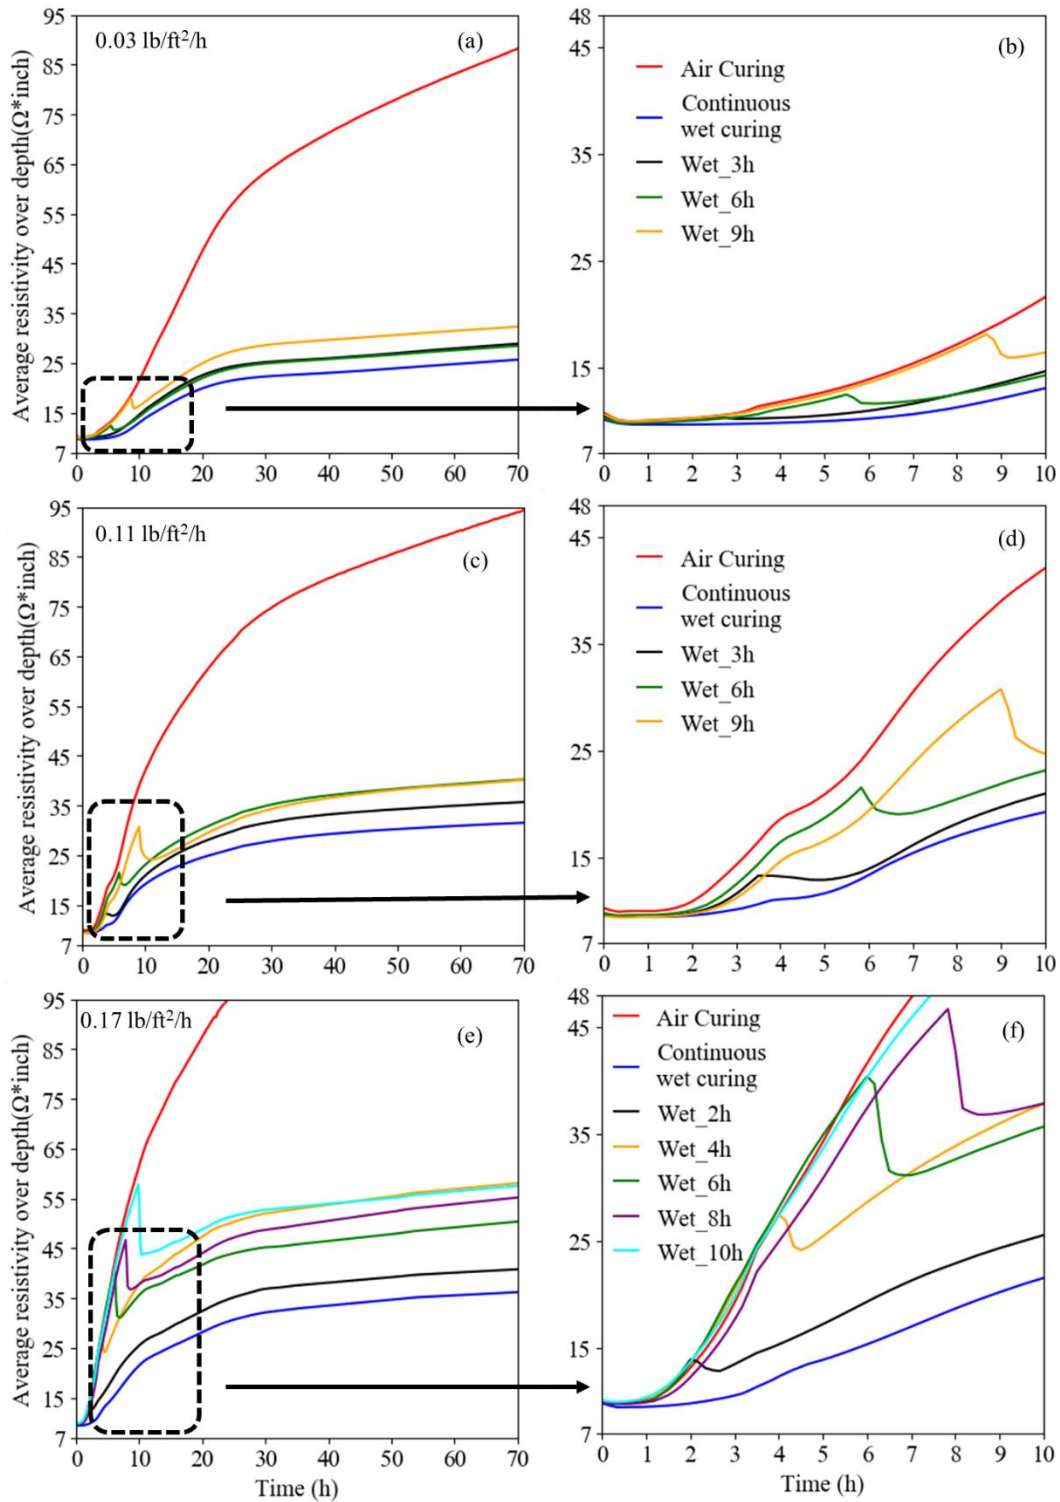 0.03 lb/ft²/h
(a)
95
85
75
65
55
45
35
25
15
7
Average resistivity over depth(Ω*inch)
0 10 20 30 40 50 60 70
(b)
48
45
35
25
15
7
Air Curing
Continuous
wet curing
Wet_3h
Wet_6h
Wet_9h
0 1 2 3 4 5 6 7 8 9 10
0.11 lb/ft²/h
(c)
95
85
75
65
55
45
35
25
15
7
Average resistivity over depth(Ω*inch)
0 10 20 30 40 50 60 70
(d)
48
45
35
25
15
7
Air Curing
Continuous
wet curing
Wet_3h
Wet_6h
Wet_9h
0 1 2 3 4 5 6 7 8 9 10
0.17 lb/ft²/h
(e)
95
85
75
65
55
45
35
25
15
7
Average resistivity over depth(Ω*inch)
0 10 20 30 40 50 60 70
Time (h)
(f)
48
45
35
25
15
7
Air Curing
Continuous
wet curing
Wet_2h
Wet_4h
Wet_6h
Wet_8h
Wet_10h
0 1 2 3 4 5 6 7 8 9 10
Time (h)